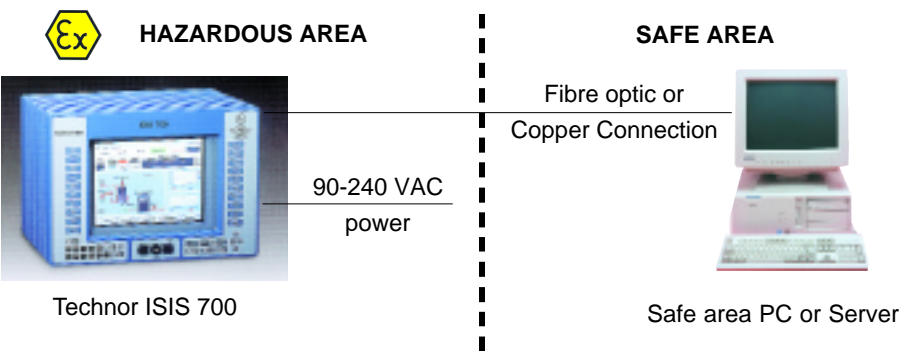 Ex
HAZARDOUS AREA
SAFE AREA
Fibre optic or
Copper Connection
90-240 VAC
power
Technor ISIS 700
Safe area PC or Server